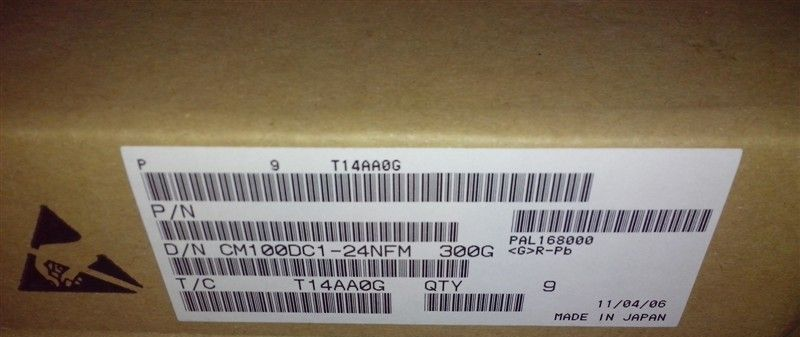 P 9 T14AA0G
P/N
PAL168000
D/N CM100DC1-24NFM 300G <G>R-Pb
T/C T14AA0G QTY 9
11/04/06
MADE IN JAPAN